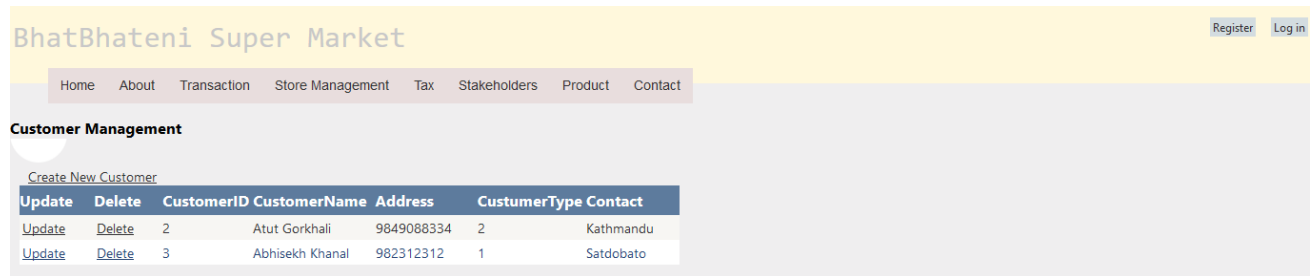 BhatBhateni Super Market
Register Log in
Home About Transaction Store Management Tax Stakeholders Product Contact
Customer Management
Create New Customer
Update Delete CustomerID CustomerName Address CustumerType Contact
Update Delete 2 Atut Gorkhali 9849088334 2 Kathmandu
Update Delete 3 Abhisekh Khanal 982312312 1 Satdobato